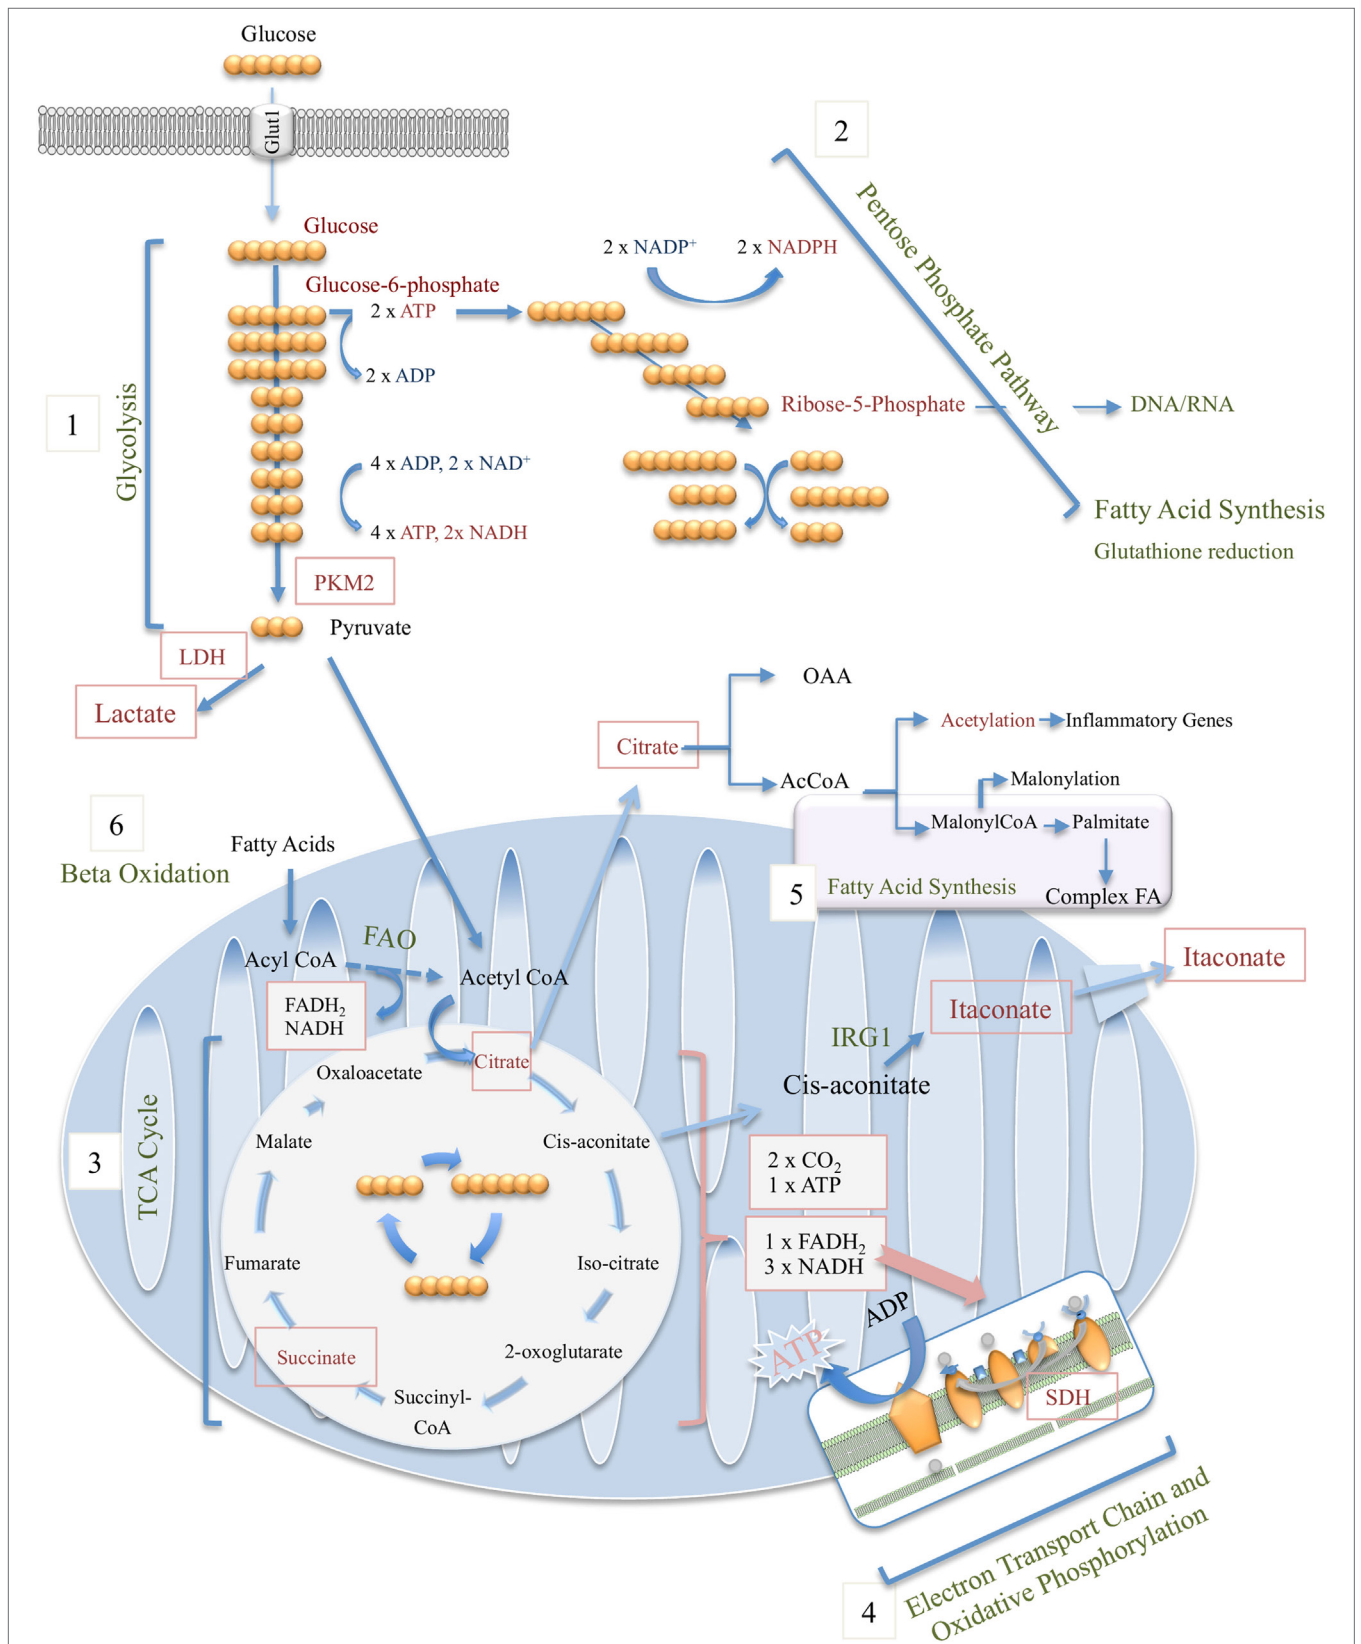 Glucose
Glut1
2
Pentose Phosphate Pathway
Glucose
2 x NADP⁺
2 x NADPH
Glucose-6-phosphate
2 x ATP
2 x ADP
1
Glycolysis
Ribose-5-Phosphate
DNA/RNA
4 x ADP, 2 x NAD⁺
4 x ATP, 2x NADH
Fatty Acid Synthesis
Glutathione reduction
PKM2
Pyruvate
LDH
Lactate
OAA
Citrate
Acetylation
Inflammatory Genes
AcCoA
Malonylation
MalonylCoA
Palmitate
5
Fatty Acid Synthesis
Complex FA
6
Beta Oxidation
Fatty Acids
FAO
Acyl CoA
Acetyl CoA
FADH₂
NADH
Itaconate
Itaconate
IRG1
Cis-aconitate
Citrate
Oxaloacetate
Malate
Cis-aconitate
3
TCA Cycle
2 x CO₂
1 x ATP
1 x FADH₂
3 x NADH
Fumarate
Iso-citrate
ADP
ATP
2-oxoglutarate
Succinate
Succinyl-
CoA
SDH
4
Electron Transport Chain and
Oxidative Phosphorylation